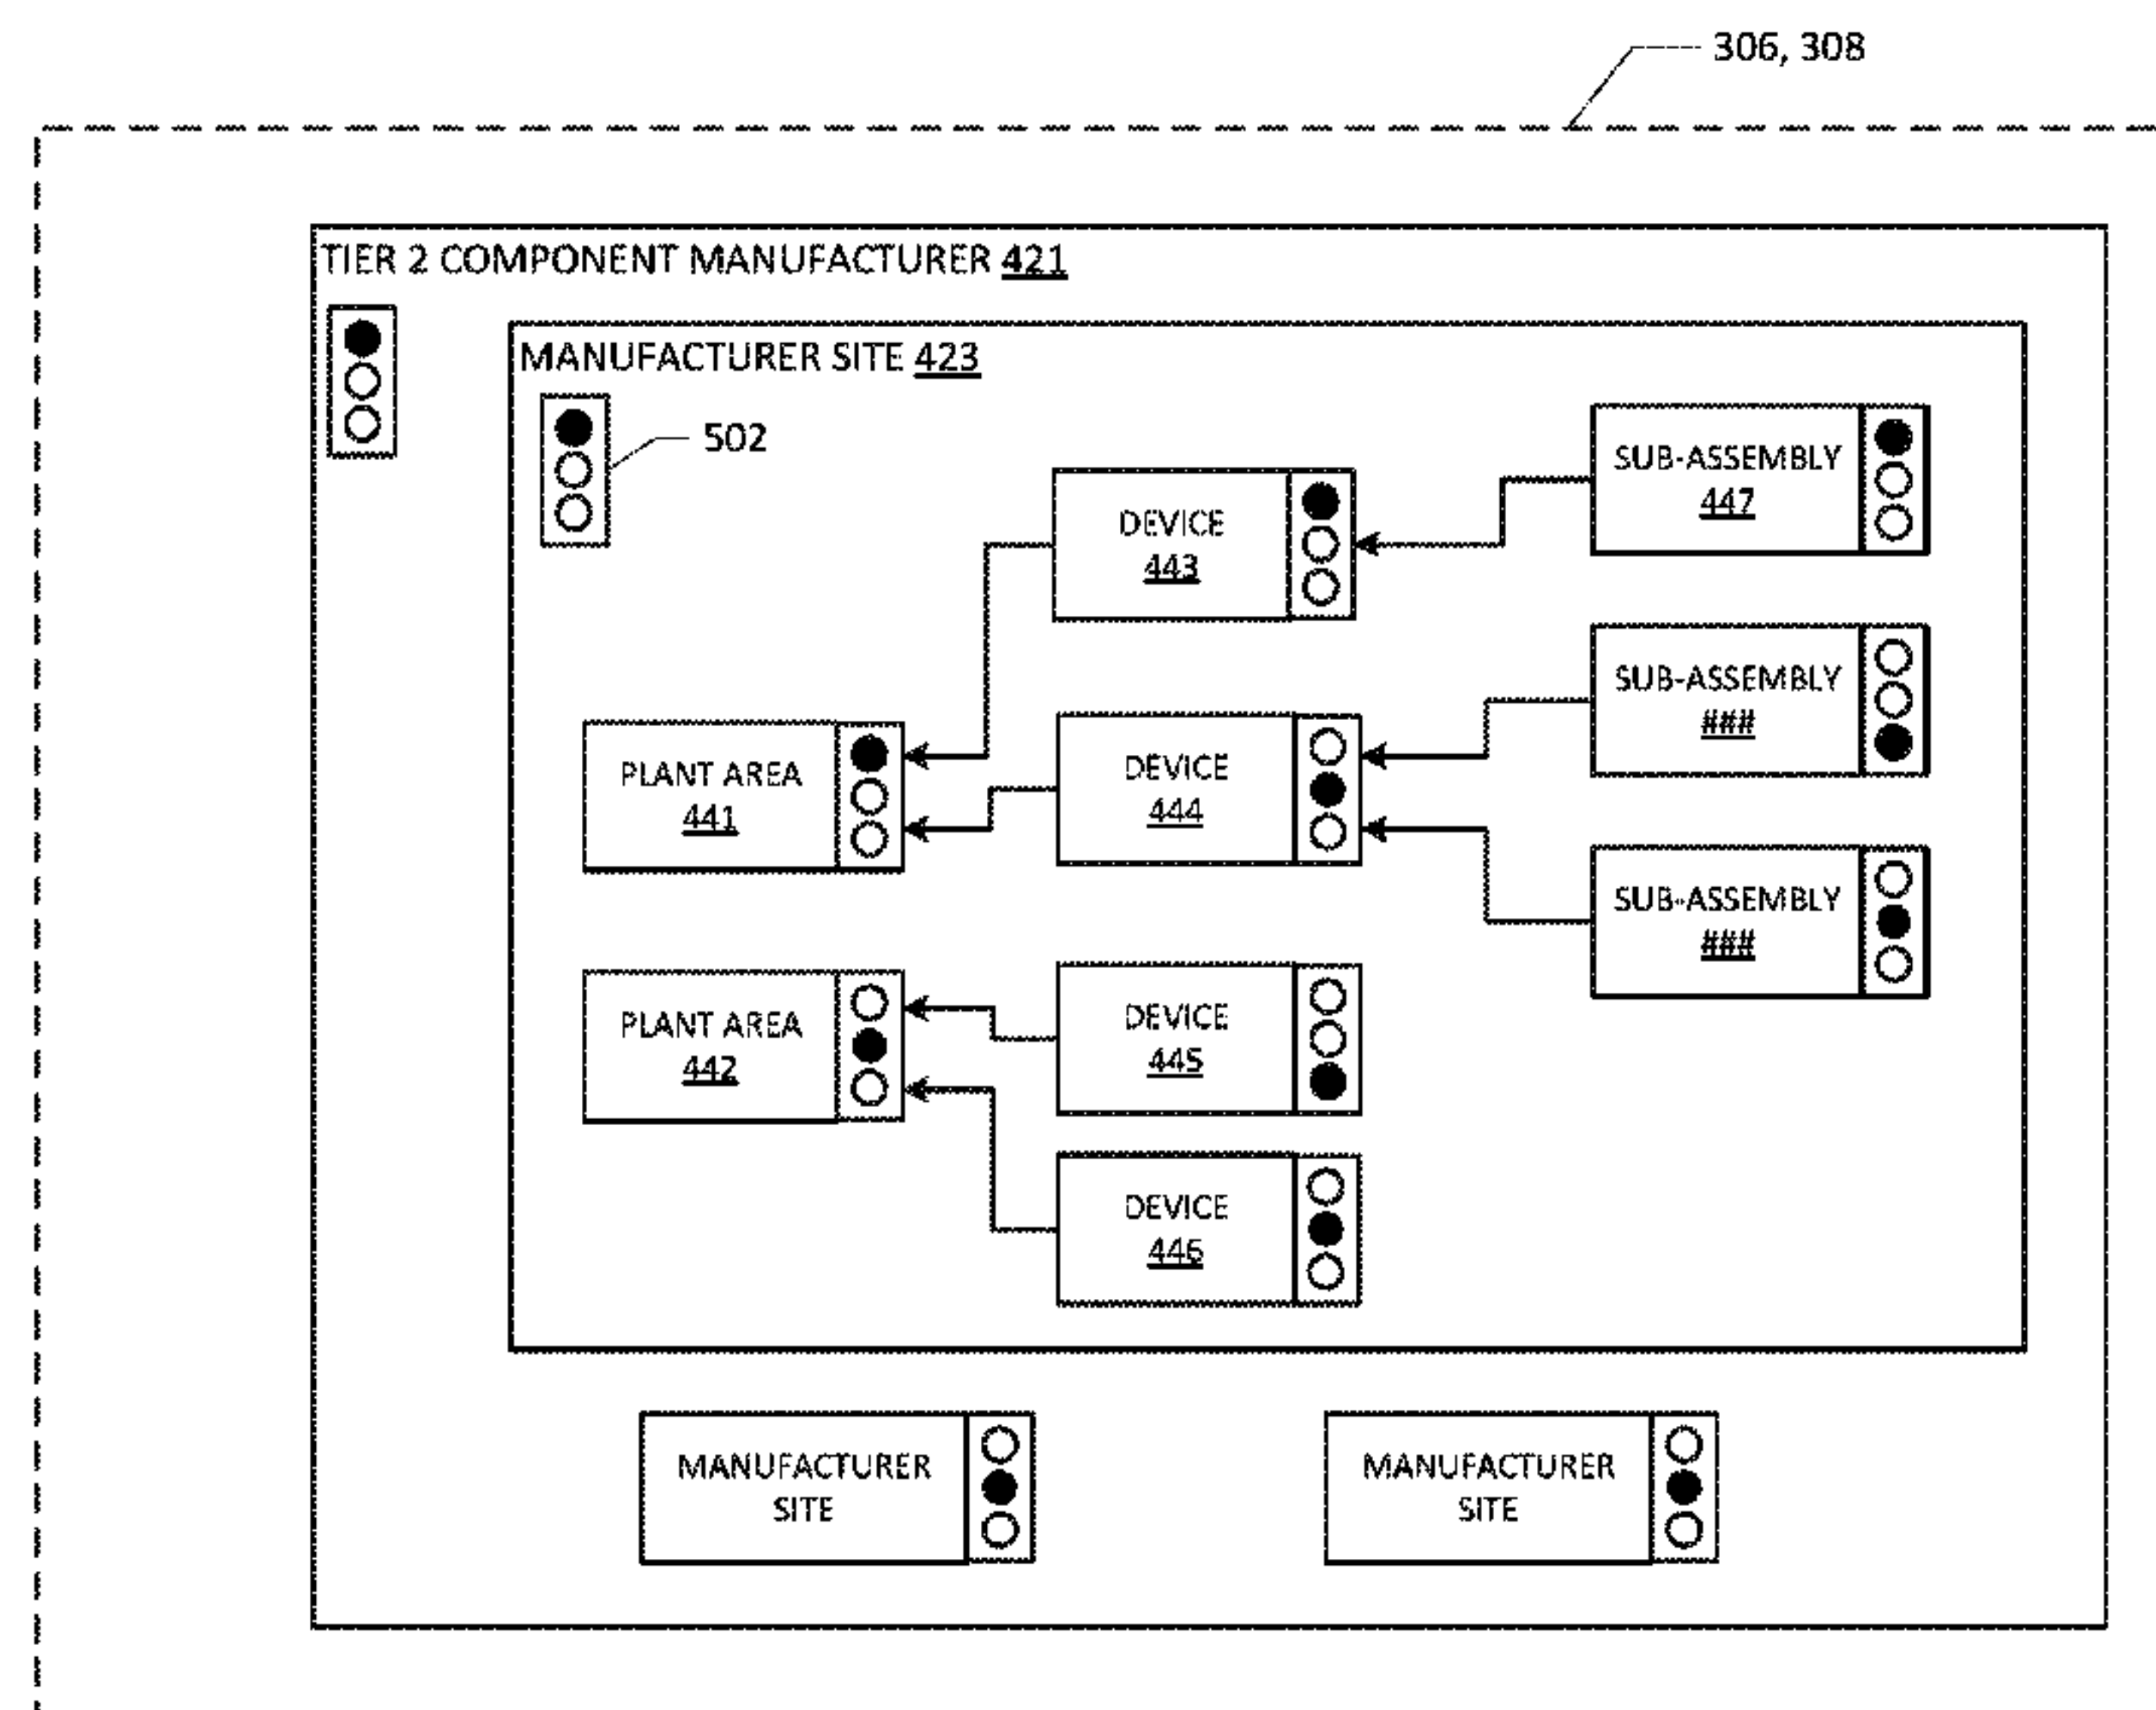 306, 308
TIER 2 COMPONENT MANUFACTURER 421
MANUFACTURER SITE 423
502
SUB-ASSEMBLY
447
DEVICE
443
SUB-ASSEMBLY
###
PLANT AREA
441
DEVICE
444
SUB-ASSEMBLY
###
PLANT AREA
442
DEVICE
445
DEVICE
446
MANUFACTURER
SITE
MANUFACTURER
SITE